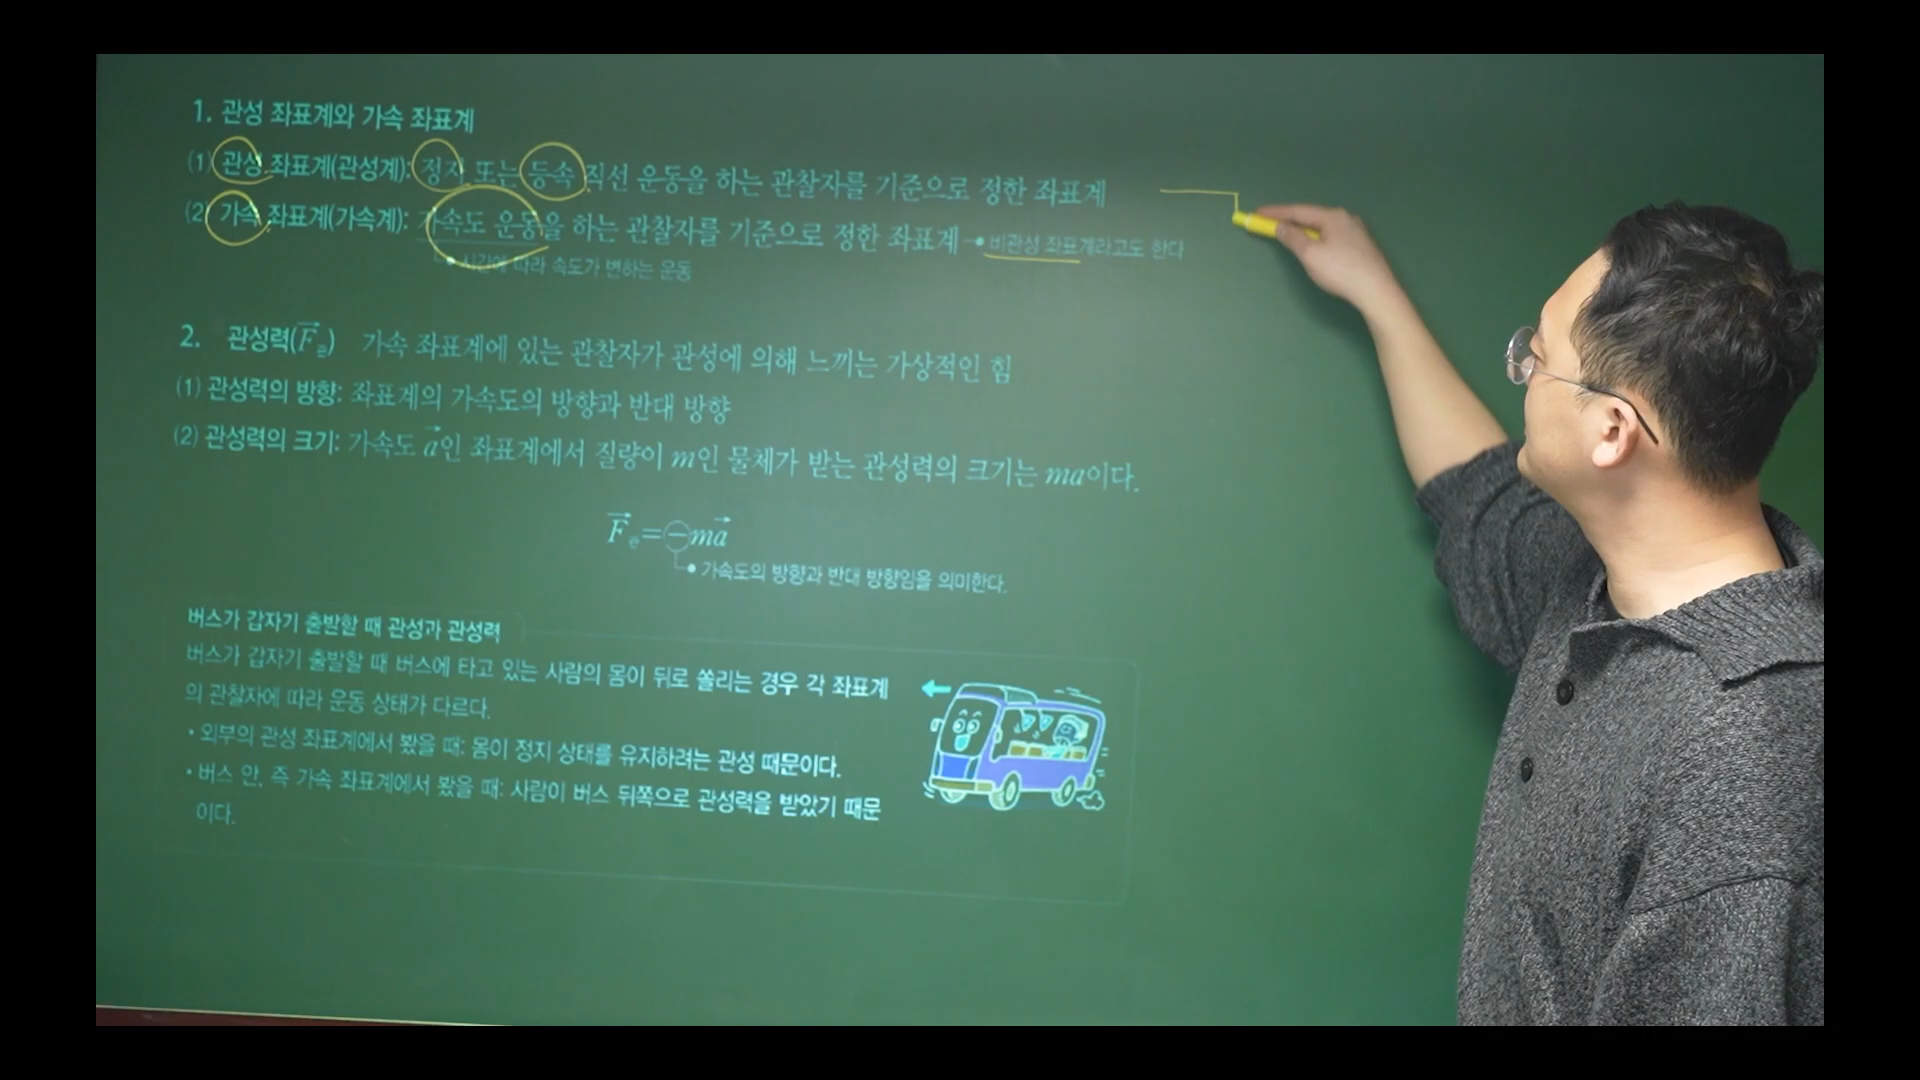 1. 관성 좌표계와 가속 좌표계
(1) 관성 좌표계(관성계): 정지 또는 등속 직선 운동을 하는 관찰자를 기준으로 정한 좌표계
(2) 가속 좌표계(가속계): 가속도 운동을 하는 관찰자를 기준으로 정한 좌표계 → • 비관성 좌표계라고도 한다
• 시간에 따라 속도가 변하는 운동
2. 관성력(F⃗관) 가속 좌표계에 있는 관찰자가 관성에 의해 느끼는 가상적인 힘
(1) 관성력의 방향: 좌표계의 가속도의 방향과 반대 방향
(2) 관성력의 크기: 가속도 a⃗인 좌표계에서 질량이 m인 물체가 받는 관성력의 크기는 ma이다.
F⃗관=−ma⃗
• 가속도의 방향과 반대 방향임을 의미한다.
버스가 갑자기 출발할 때 관성과 관성력
버스가 갑자기 출발할 때 버스에 타고 있는 사람의 몸이 뒤로 쏠리는 경우 각 좌표계
의 관찰자에 따라 운동 상태가 다르다.
• 외부의 관성 좌표계에서 봤을 때: 몸이 정지 상태를 유지하려는 관성 때문이다.
• 버스 안, 즉 가속 좌표계에서 봤을 때: 사람이 버스 뒤쪽으로 관성력을 받았기 때문
이다.